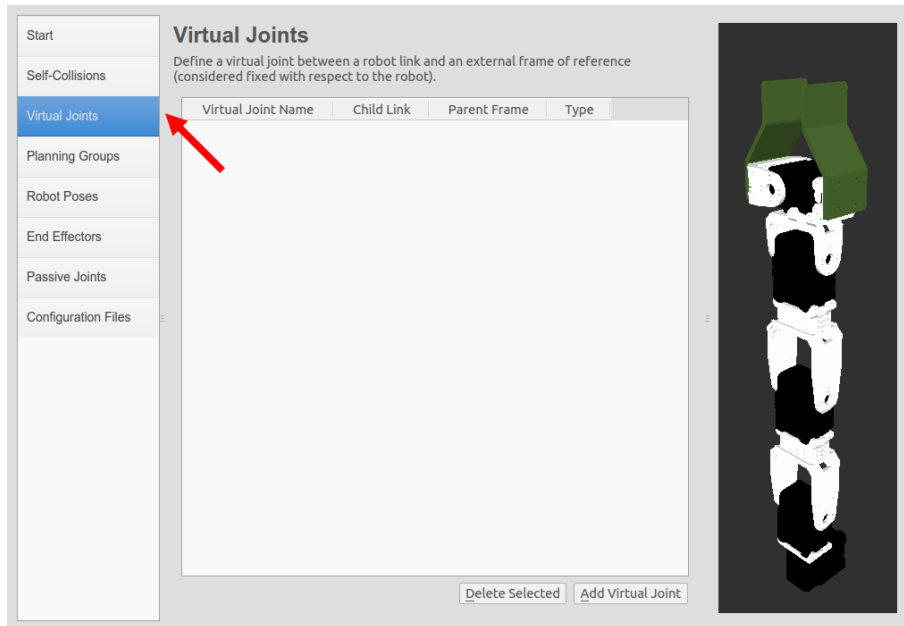 Start
Self-Collisions
Virtual Joints
Planning Groups
Robot Poses
End Effectors
Passive Joints
Configuration Files
Virtual Joints
Define a virtual joint between a robot link and an external frame of reference
(considered fixed with respect to the robot).
Virtual Joint Name Child Link Parent Frame Type
Delete Selected Add Virtual Joint